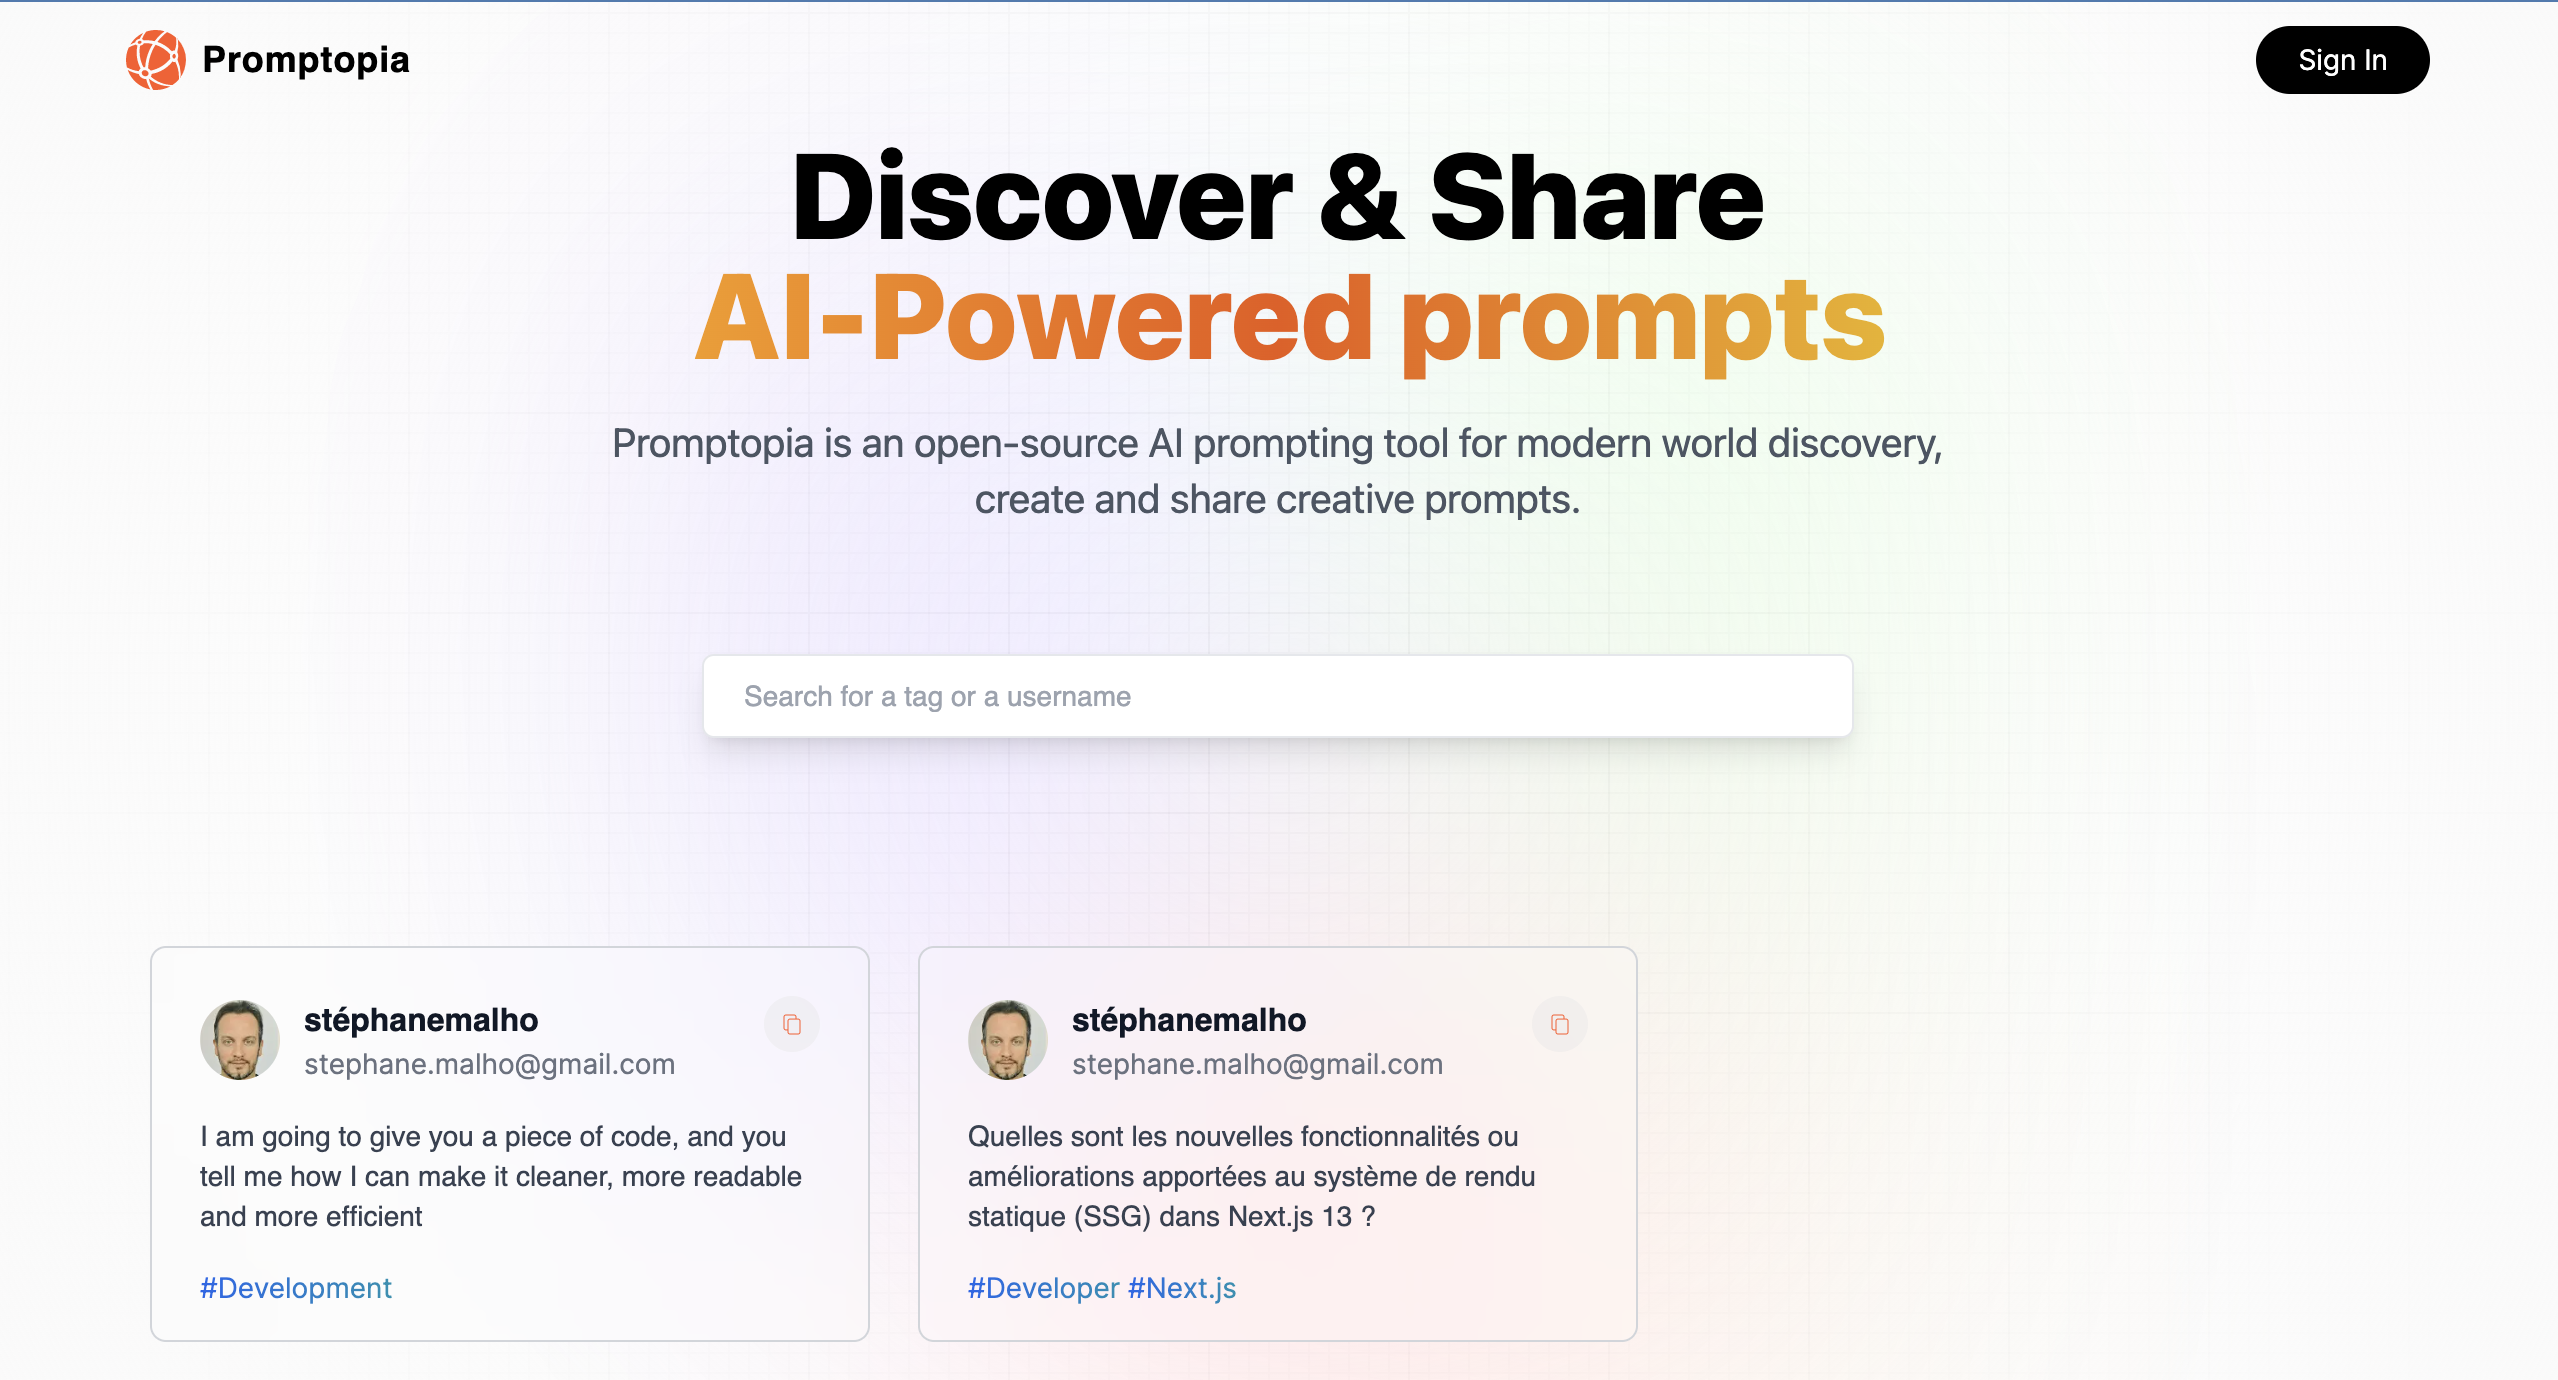 Promptopia
Sign In
Discover & Share
AI-Powered prompts
Promptopia is an open-source AI prompting tool for modern world discovery,
create and share creative prompts.
Search for a tag or a username
stéphanemalho
stephane.malho@gmail.com
I am going to give you a piece of code, and you
tell me how I can make it cleaner, more readable
and more efficient
#Development
stéphanemalho
stephane.malho@gmail.com
Quelles sont les nouvelles fonctionnalités ou
améliorations apportées au système de rendu
statique (SSG) dans Next.js 13 ?
#Developer #Next.js